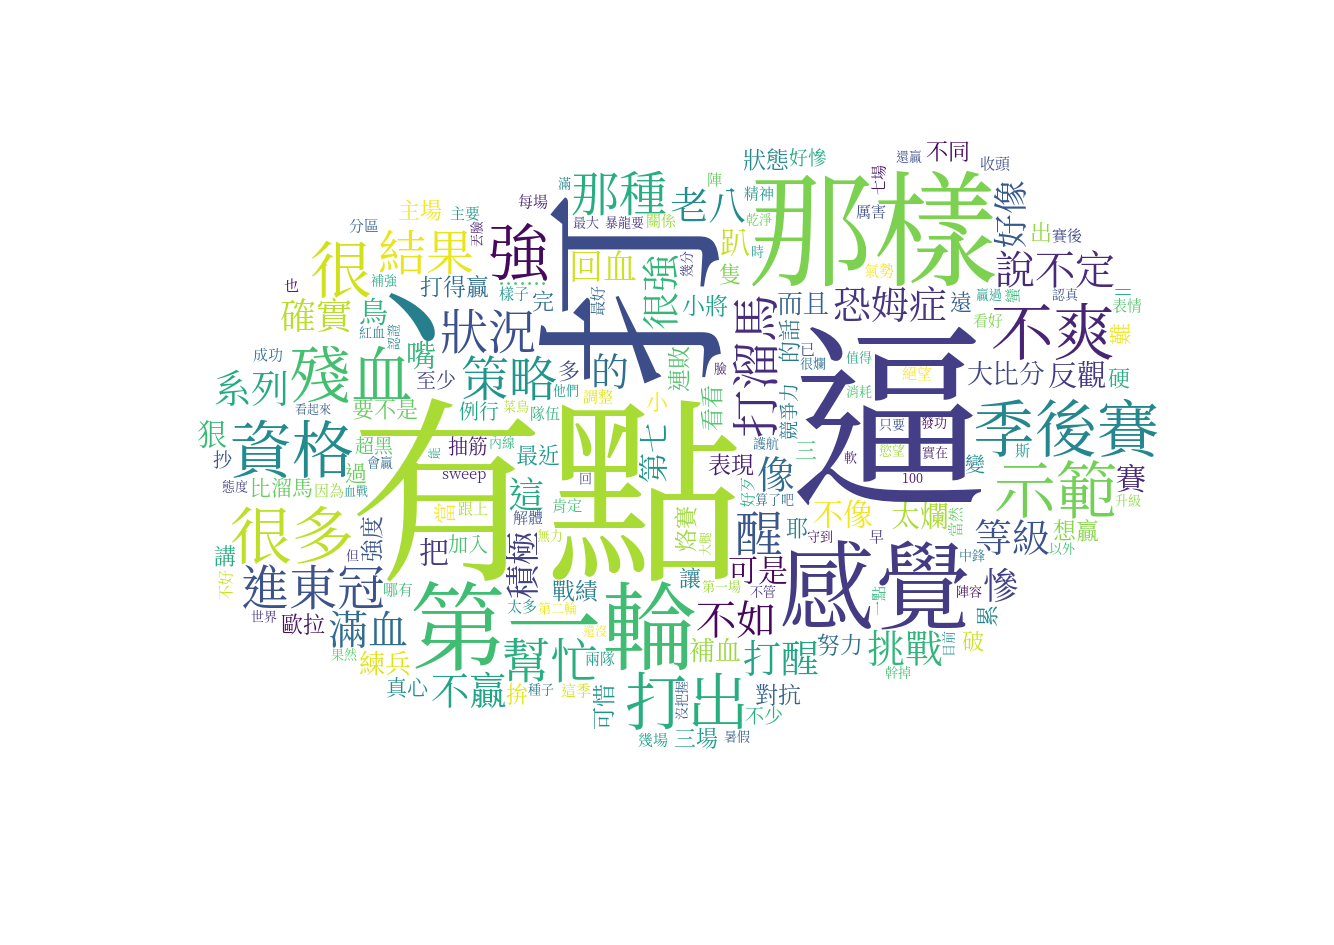 不同
狀態
好慘
還贏
收頭
七場
那種
老八
陣
精神
滿
每場
厲害
那樣
好像
主場
主要
最大
暴龍要
關係
乾淨
分區
丟臉
強
打
趴
時
出
賽後
很
結果
回血
很強
幾分
氣勢
說不定
也
補強
打得贏
樣子
完
最好
小將
隻
而且
恐姆症
遠
贏過
蠻
認真
三
表情
確實
鳥
紅血
認證
、
狀況
打溜馬
的話
已
看好
不爽
難
成功
殘血
嘴
至少
策略
多
的
連敗
臉
很爛
值得
大比分
反觀
硬
系列
他們
絕望
消耗
看起來
要不是
例行
菜鳥
隊伍
調整
小
看看
競爭力
逼
只要
發功
季後賽
狠
資格
超黑
抽筋
內線
最近
第七
護航
三
慾望
實在
斯
抄
會贏
能
有點
表現
像
軟
變
賽
過
sweep
回
100
示範
態度
比溜馬
因為
血戰
這
好歹
算了吧
升級
當
跟上
肯定
不像
太爛
當然
很多
強度
解體
烙賽
醒
耶
守到
早
等級
想贏
講
但
把
加入
積極
無力
大腿
感覺
中鋒
以外
進東冠
不好
哪有
戰績
讓
可是
第一場
不管
一點
陣容
慘
世界
歐拉
滿血
第一輪
太多
第二輪
不如
累
果然
練兵
還沒
幫忙
兩隊
補血
打醒
努力
挑戰
目前
破
真心
不贏
拚
種子
這季
幹掉
可惜
打出
沒把握
對抗
不少
幾場
三場
暑假